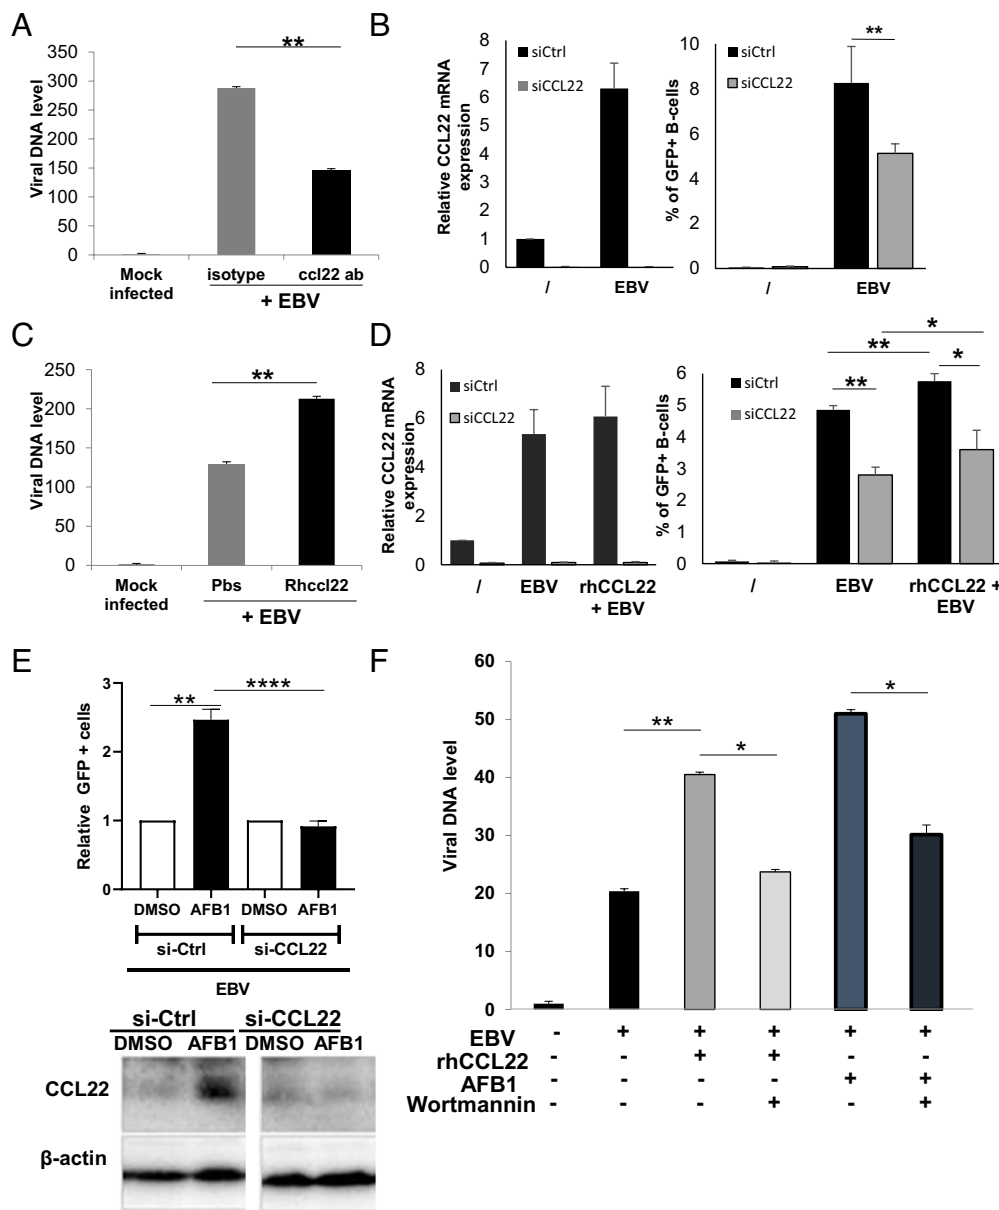 A
Viral DNA level
350
300
250
200
150
100
50
0
**
Mock infected
isotype
ccl22 ab
+ EBV
B
Relative CCL22 mRNA
expression
8
7
6
5
4
3
2
1
0
siCtrl
siCCL22
/
EBV
% of GFP+ B-cells
10
8
6
4
2
0
siCtrl
siCCL22
**
/
EBV
C
Viral DNA level
250
200
150
100
50
0
**
Mock
infected
Pbs
Rhccl22
+ EBV
D
Relative CCL22 mRNA
expression
8
6
4
2
0
siCtrl
siCCL22
/
EBV
rhCCL22
+ EBV
% of GFP+ B-cells
6
5
4
3
2
1
0
siCtrl
siCCL22
*
**
*
**
/
EBV
rhCCL22 +
EBV
E
Relative GFP + cells
3
2
1
0
**
****
DMSO AFB1 DMSO AFB1
si-Ctrl si-CCL22
EBV
si-Ctrl si-CCL22
DMSO AFB1 DMSO AFB1
CCL22
β-actin
F
Viral DNA level
60
50
40
30
20
10
0
**
*
*
EBV - + + + + +
rhCCL22 - - + + - -
AFB1 - - - - + +
Wortmannin - - - + - +